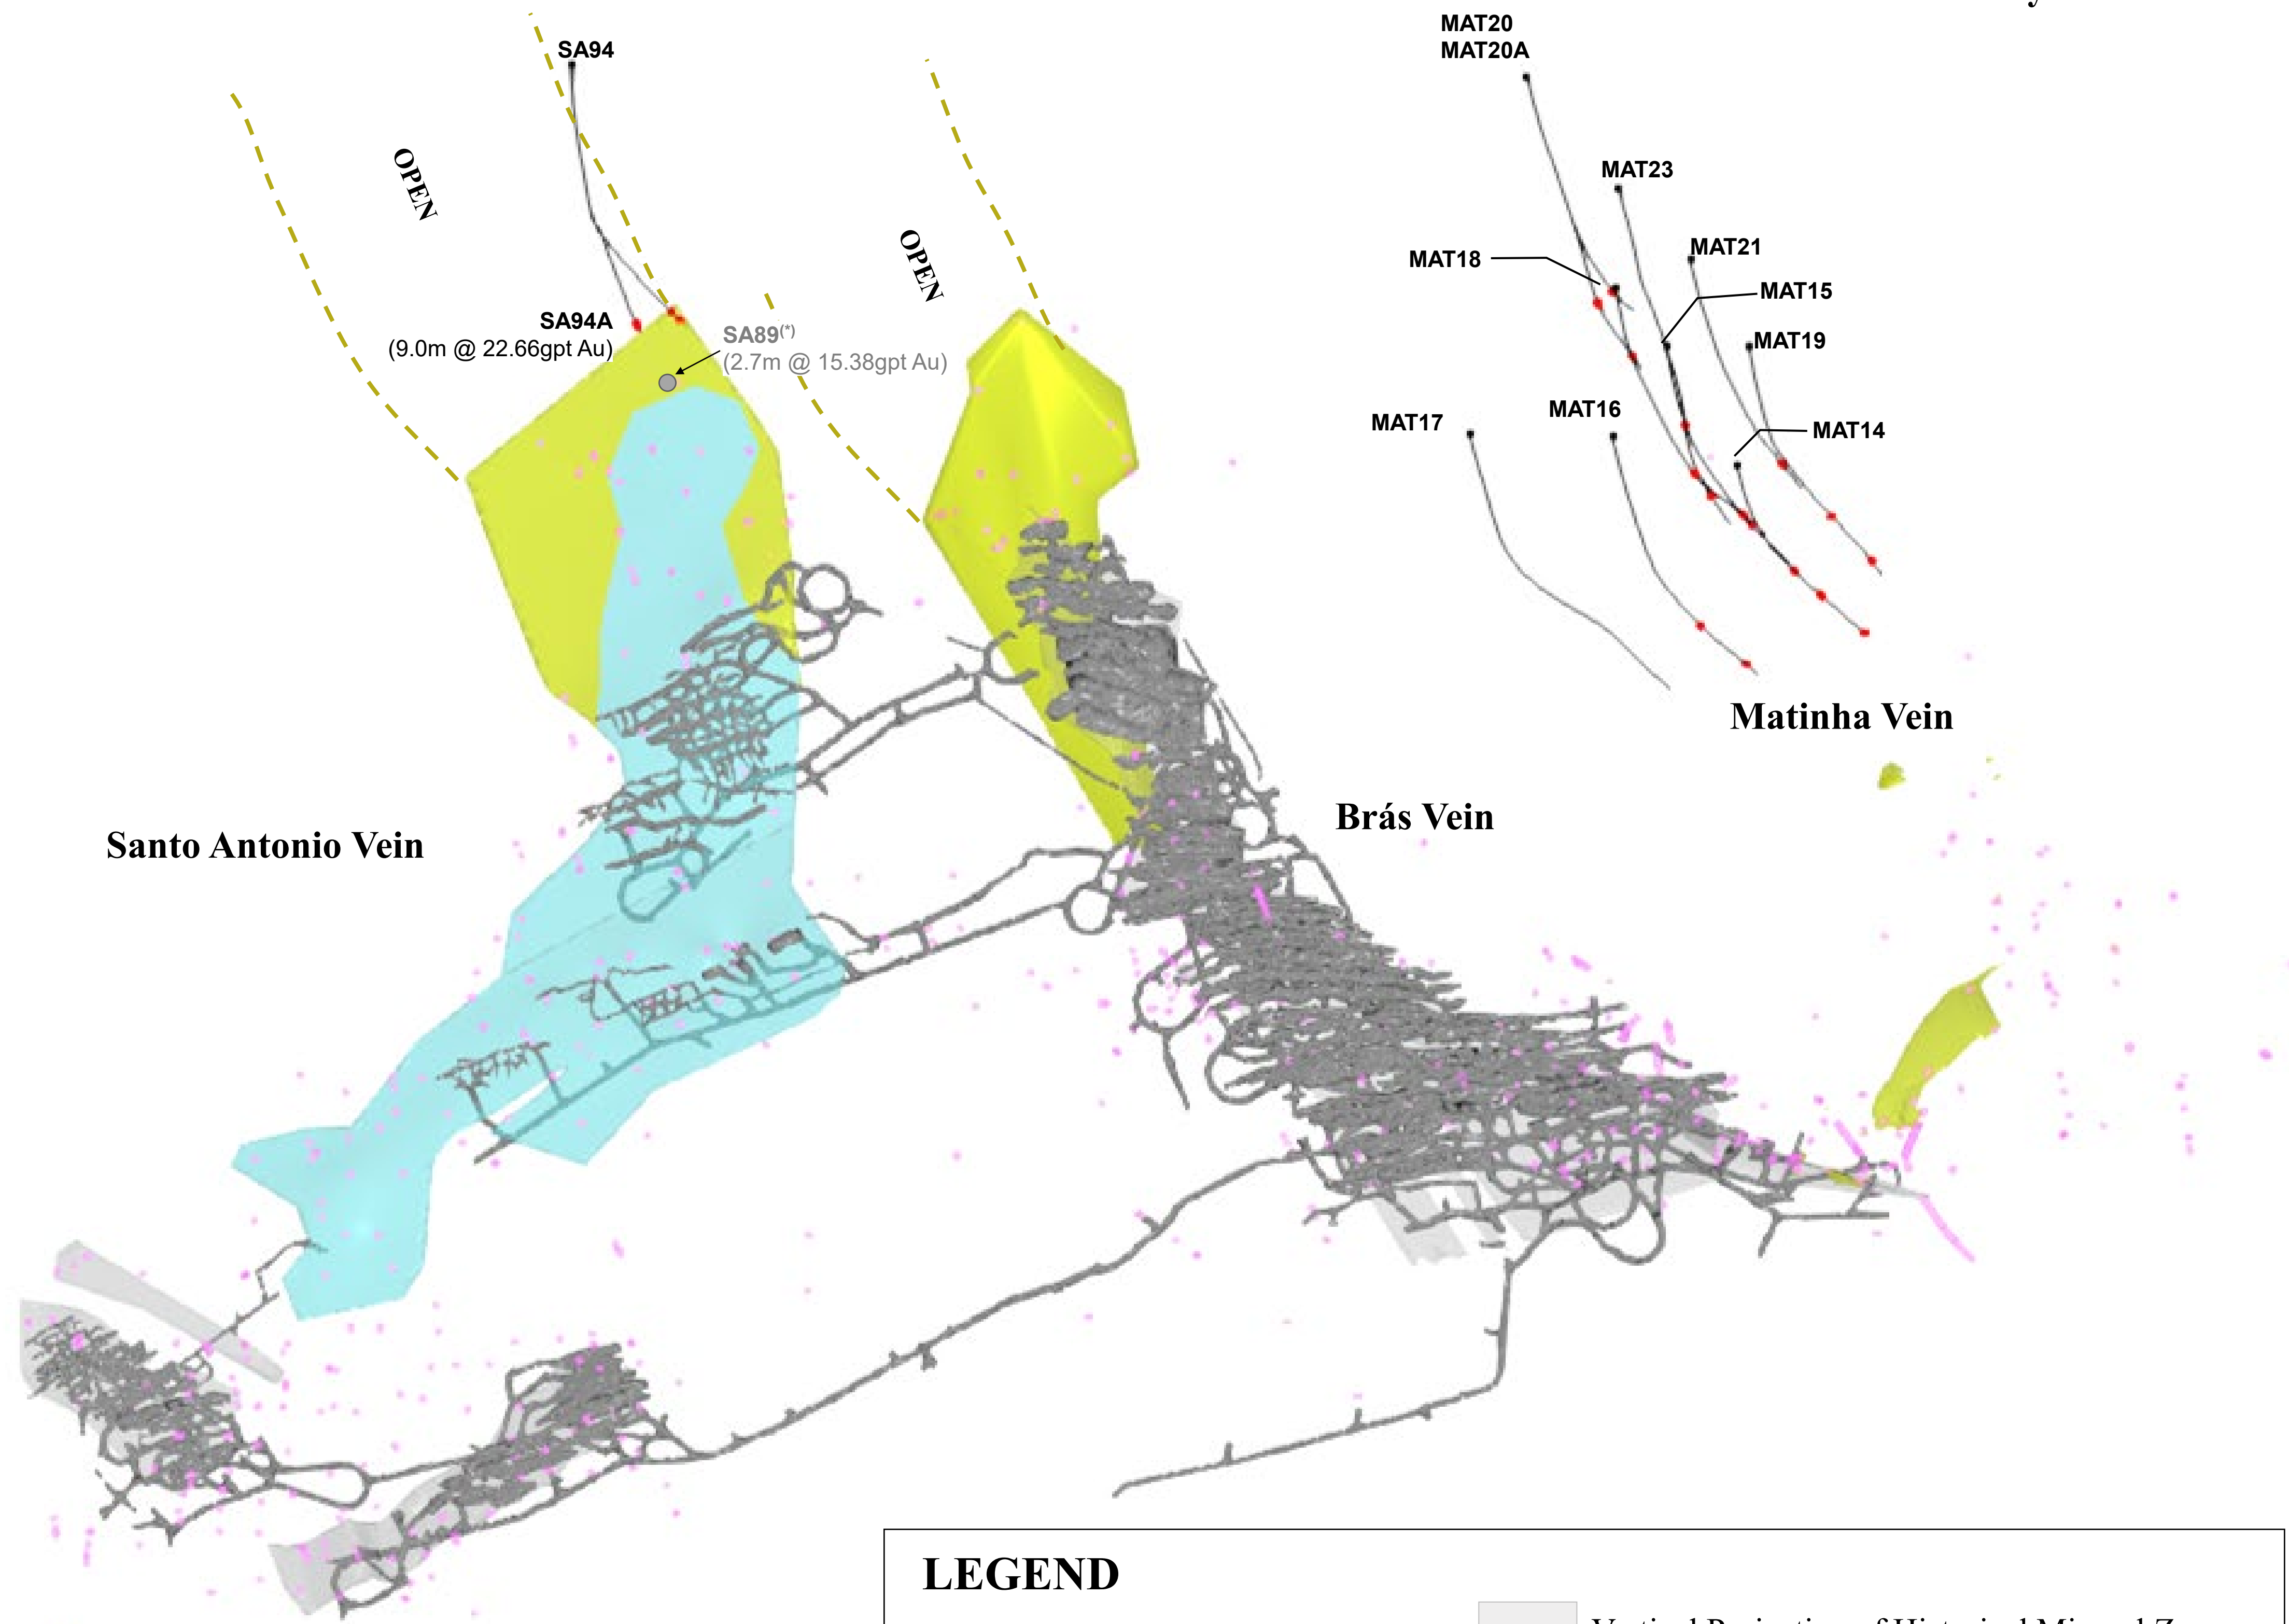 MAT20
MAT20A
SA94
MAT23
OPEN
OPEN
MAT21
MAT18
MAT15
SA94A
(9.0m @ 22.66gpt Au)
SA89(*)
(2.7m @ 15.38gpt Au)
MAT19
MAT17
MAT16
MAT14
Matinha Vein
Brás Vein
Santo Antonio Vein
LEGEND